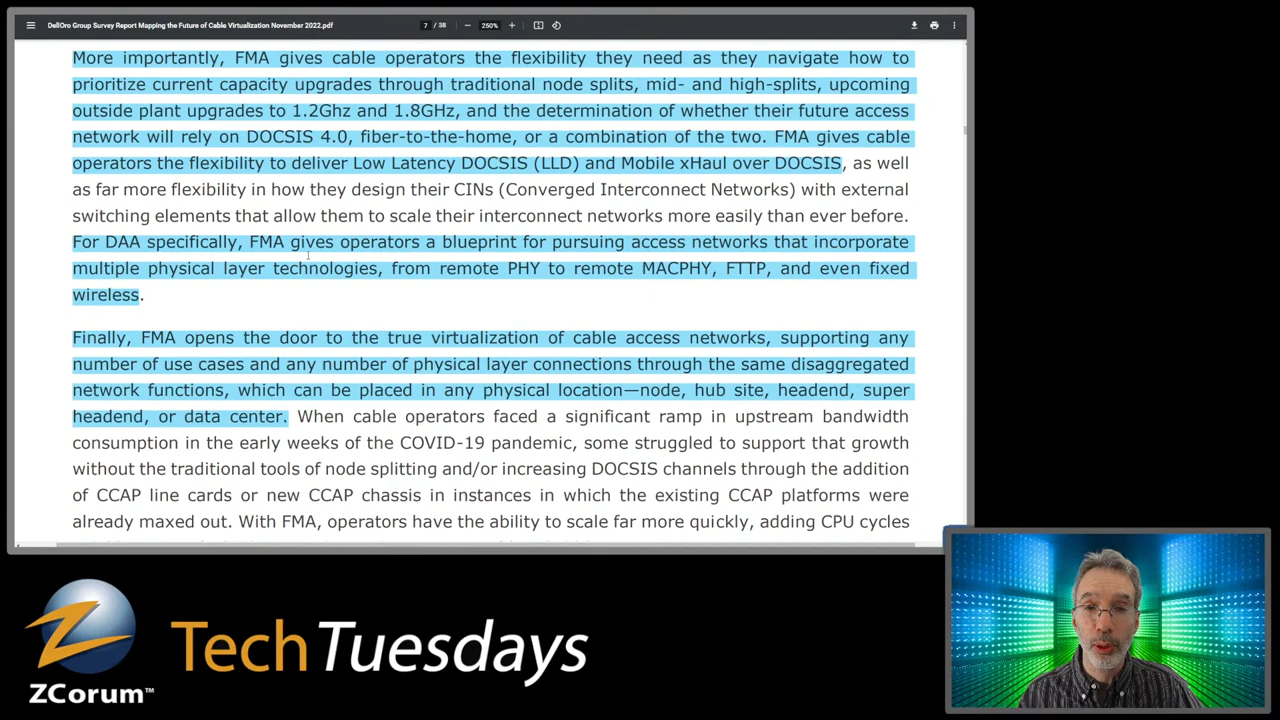 DellOro Group Survey Report Mapping the Future of Cable Virtualization November 2022.pdf
7 / 38
250%
More importantly, FMA gives cable operators the flexibility they need as they navigate how to
prioritize current capacity upgrades through traditional node splits, mid- and high-splits, upcoming
outside plant upgrades to 1.2Ghz and 1.8GHz, and the determination of whether their future access
network will rely on DOCSIS 4.0, fiber-to-the-home, or a combination of the two. FMA gives cable
operators the flexibility to deliver Low Latency DOCSIS (LLD) and Mobile xHaul over DOCSIS, as well
as far more flexibility in how they design their CINs (Converged Interconnect Networks) with external
switching elements that allow them to scale their interconnect networks more easily than ever before.
For DAA specifically, FMA gives operators a blueprint for pursuing access networks that incorporate
multiple physical layer technologies, from remote PHY to remote MACPHY, FTTP, and even fixed
wireless.
Finally, FMA opens the door to the true virtualization of cable access networks, supporting any
number of use cases and any number of physical layer connections through the same disaggregated
network functions, which can be placed in any physical location—node, hub site, headend, super
headend, or data center. When cable operators faced a significant ramp in upstream bandwidth
consumption in the early weeks of the COVID-19 pandemic, some struggled to support that growth
without the traditional tools of node splitting and/or increasing DOCSIS channels through the addition
of CCAP line cards or new CCAP chassis in instances in which the existing CCAP platforms were
already maxed out. With FMA, operators have the ability to scale far more quickly, adding CPU cycles
Tech Tuesdays
ZCorum™